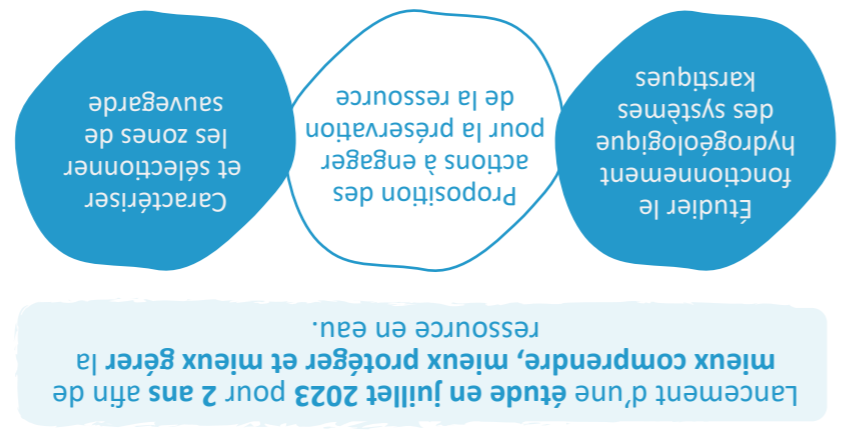 Lancement d'une étude en juillet 2023 pour 2 ans afin de
mieux comprendre, mieux protéger et mieux gérer la
ressource en eau.
Étudier le
fonctionnement
hydrogéologique
des systèmes
karstiques
Proposition des
actions à engager
pour la préservation
de la ressource
Caractériser
et sélectionner
les zones de
sauvegarde